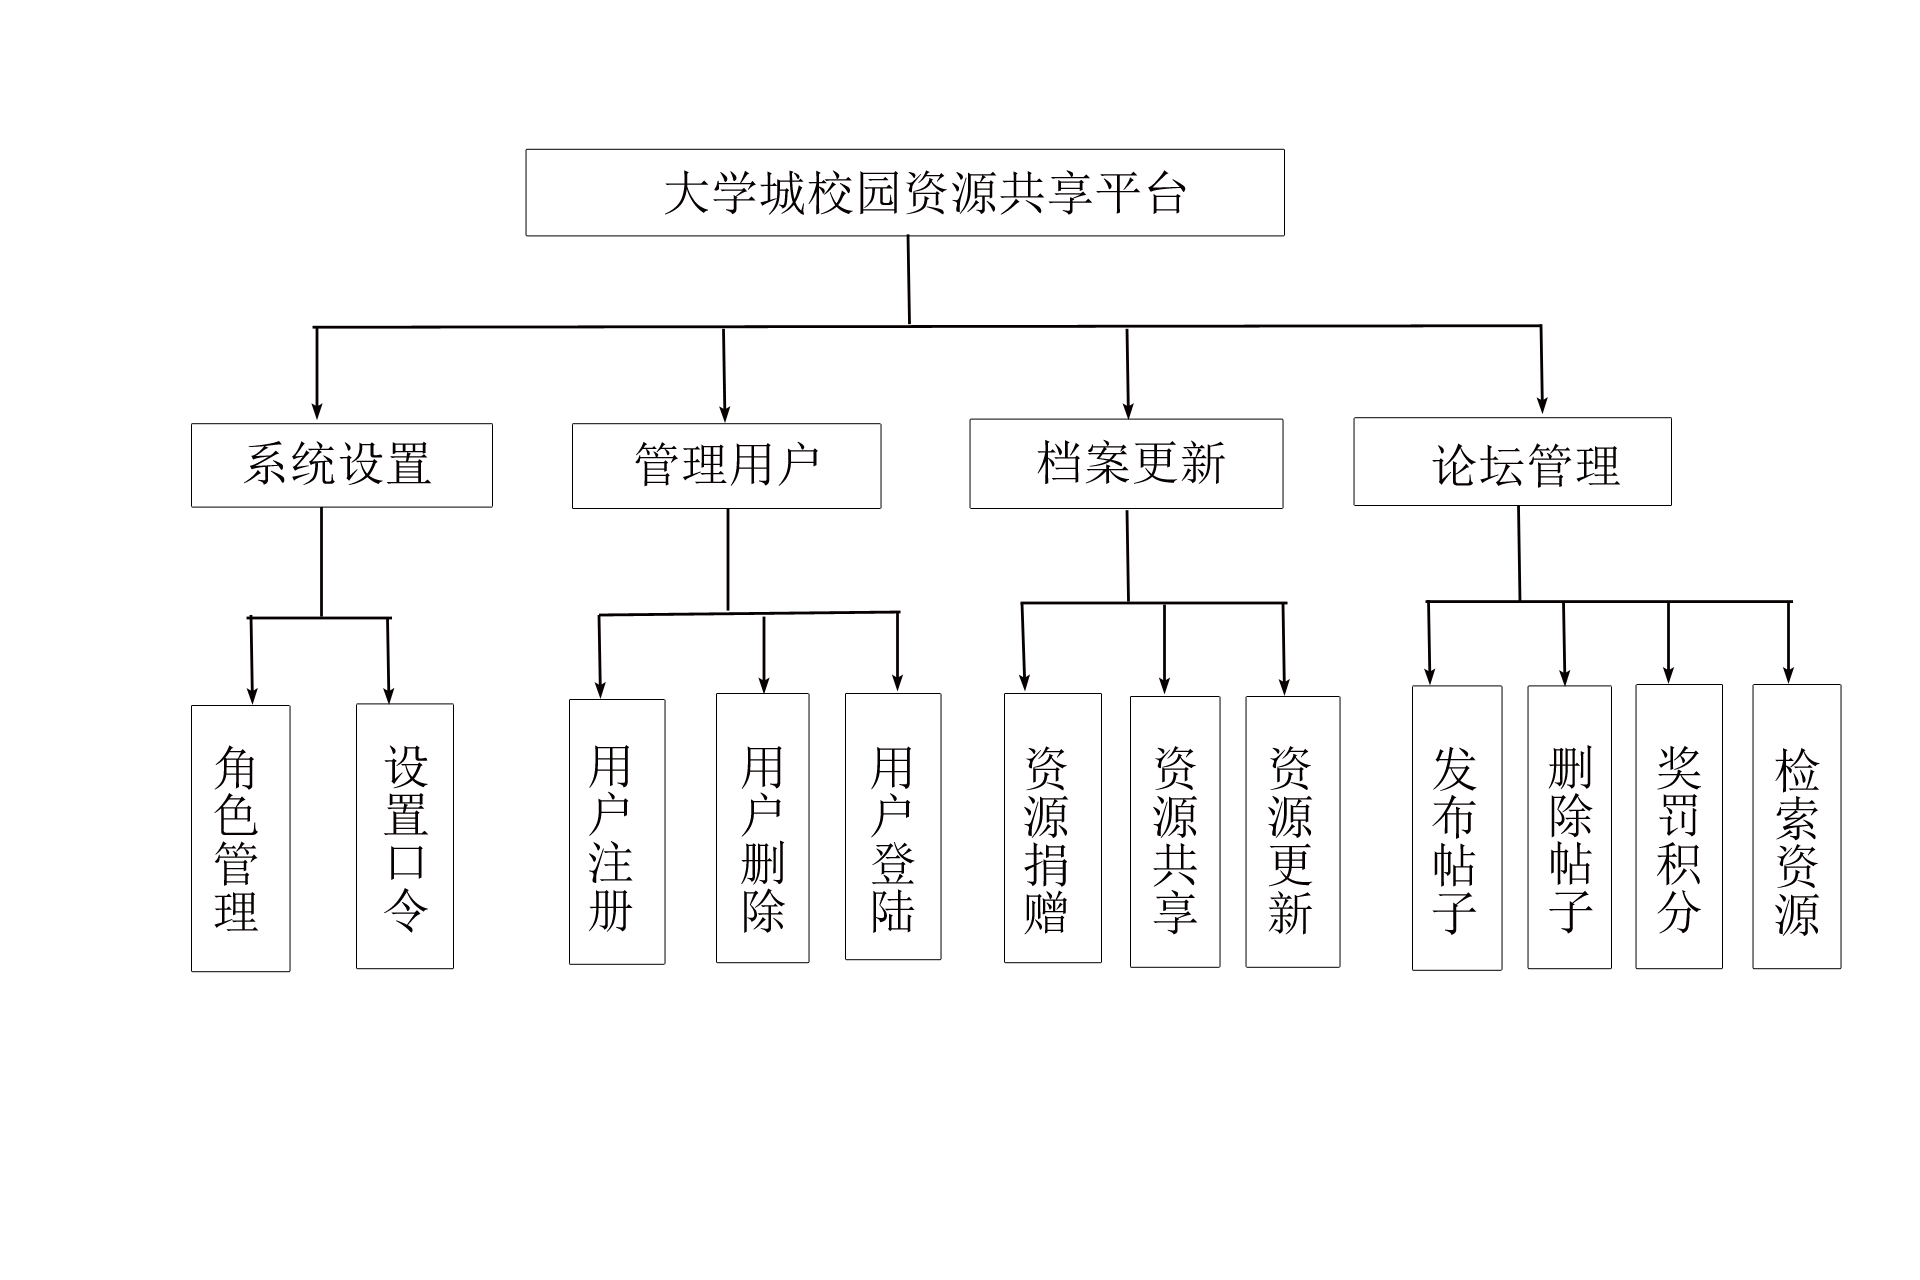 大学城校园资源共享平台
系统设置
管理用户
档案更新
论坛管理
角色管理
设置口令
用户注册
用户删除
用户登陆
资源捐赠
资源共享
资源更新
发布帖子
删除帖子
奖罚积分
检索资源